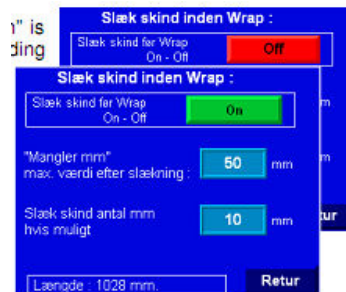 " is
ding
Slæk skind inden Wrap :
Slæk skind før Wrap
On - Off
Off
m
m
ur
Slæk skind inden Wrap :
Slæk skind før Wrap
On - Off
On
"Mangler mm"
max. værdi efter slækning :
50 mm
Slæk skind antal mm
hvis muligt
10 mm
Længde : 1028 mm.
Retur